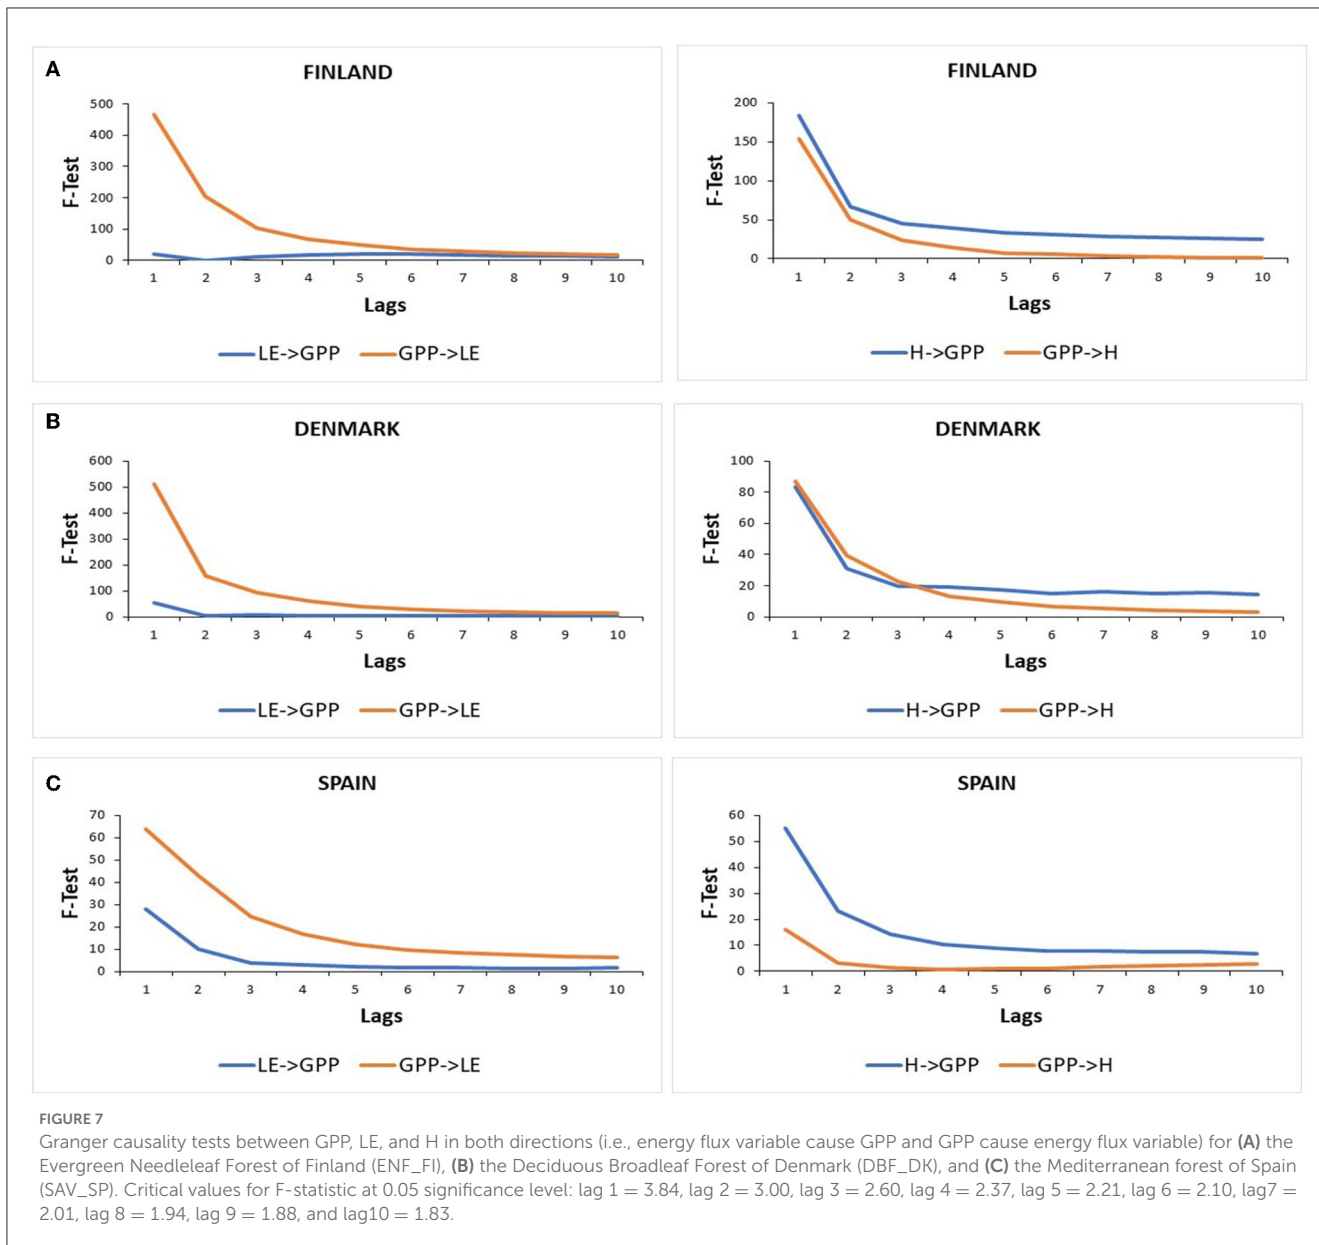 A
FINLAND
500
400
300
200
100
0
F-Test
1 2 3 4 5 6 7 8 9 10
Lags
LE->GPP GPP->LE
FINLAND
200
150
100
50
0
F-Test
1 2 3 4 5 6 7 8 9 10
Lags
H->GPP GPP->H
B
DENMARK
600
500
400
300
200
100
0
F-Test
1 2 3 4 5 6 7 8 9 10
Lags
LE->GPP GPP->LE
DENMARK
100
80
60
40
20
0
F-Test
1 2 3 4 5 6 7 8 9 10
Lags
H->GPP GPP->H
C
SPAIN
70
60
50
40
30
20
10
0
F-Test
1 2 3 4 5 6 7 8 9 10
Lags
LE->GPP GPP->LE
SPAIN
60
50
40
30
20
10
0
F-Test
1 2 3 4 5 6 7 8 9 10
Lags
H->GPP GPP->H
FIGURE 7
Granger causality tests between GPP, LE, and H in both directions (i.e., energy flux variable cause GPP and GPP cause energy flux variable) for (A) the
Evergreen Needleleaf Forest of Finland (ENF_FI), (B) the Deciduous Broadleaf Forest of Denmark (DBF_DK), and (C) the Mediterranean forest of Spain
(SAV_SP). Critical values for F-statistic at 0.05 significance level: lag 1 = 3.84, lag 2 = 3.00, lag 3 = 2.60, lag 4 = 2.37, lag 5 = 2.21, lag 6 = 2.10, lag7 =
2.01, lag 8 = 1.94, lag 9 = 1.88, and lag10 = 1.83.